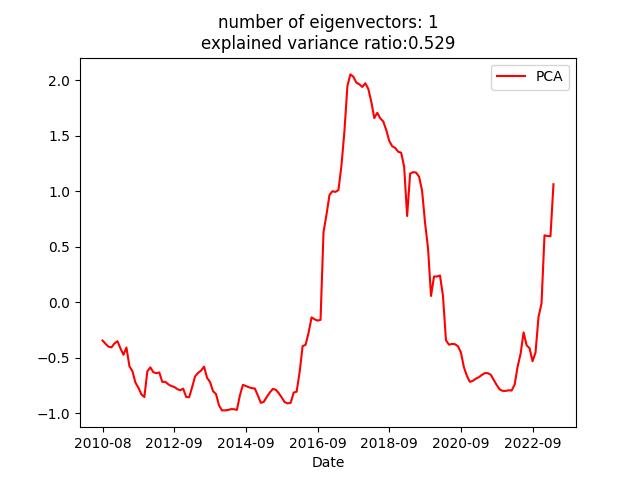 number of eigenvectors: 1
explained variance ratio:0.529
PCA
2.0
1.5
1.0
0.5
0.0
−0.5
−1.0
2010-08 2012-09 2014-09 2016-09 2018-09 2020-09 2022-09
Date